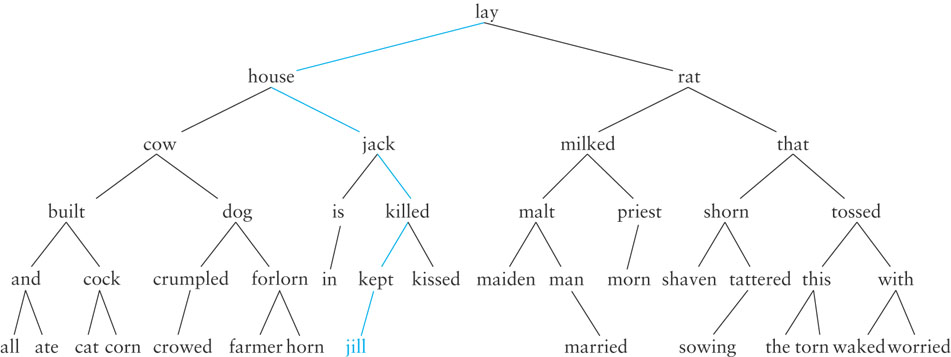 lay
house rat
cow jack milked that
built dog is killed malt priest shorn tossed
and cock crumpled forlorn in kept kissed maiden man morn shaven tattered this with
all ate cat corn crowed farmer horn jill married sowing the torn waked worried